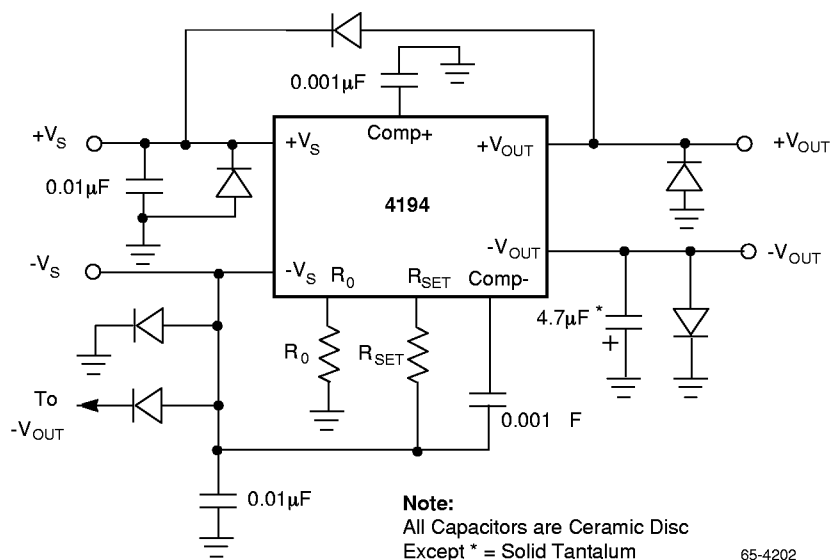 0.001µF
+VS
+VS
Comp+
+VOUT
+VOUT
0.01µF
4194
-VS
-VS
R0
RSET
Comp-
-VOUT
-VOUT
4.7µF *
+
R0
RSET
To
-VOUT
0.001 F
0.01µF
Note:
All Capacitors are Ceramic Disc
Except * = Solid Tantalum
65-4202